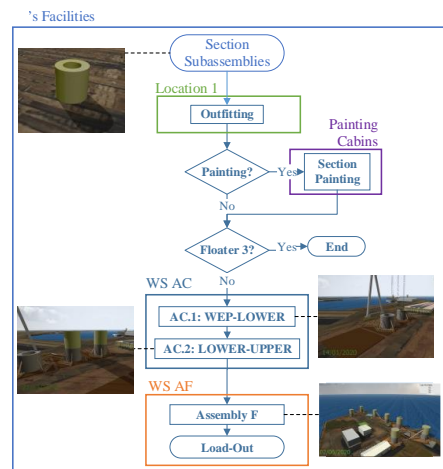 's Facilities
Section
Subassemblies
Location 1
Outfitting
Painting
Cabins
Painting?
Yes
Section
Painting
No
Floater 3?
Yes
End
No
WS AC
AC.1: WEP-LOWER
AC.2: LOWER-UPPER
WS AF
Assembly F
Load-Out